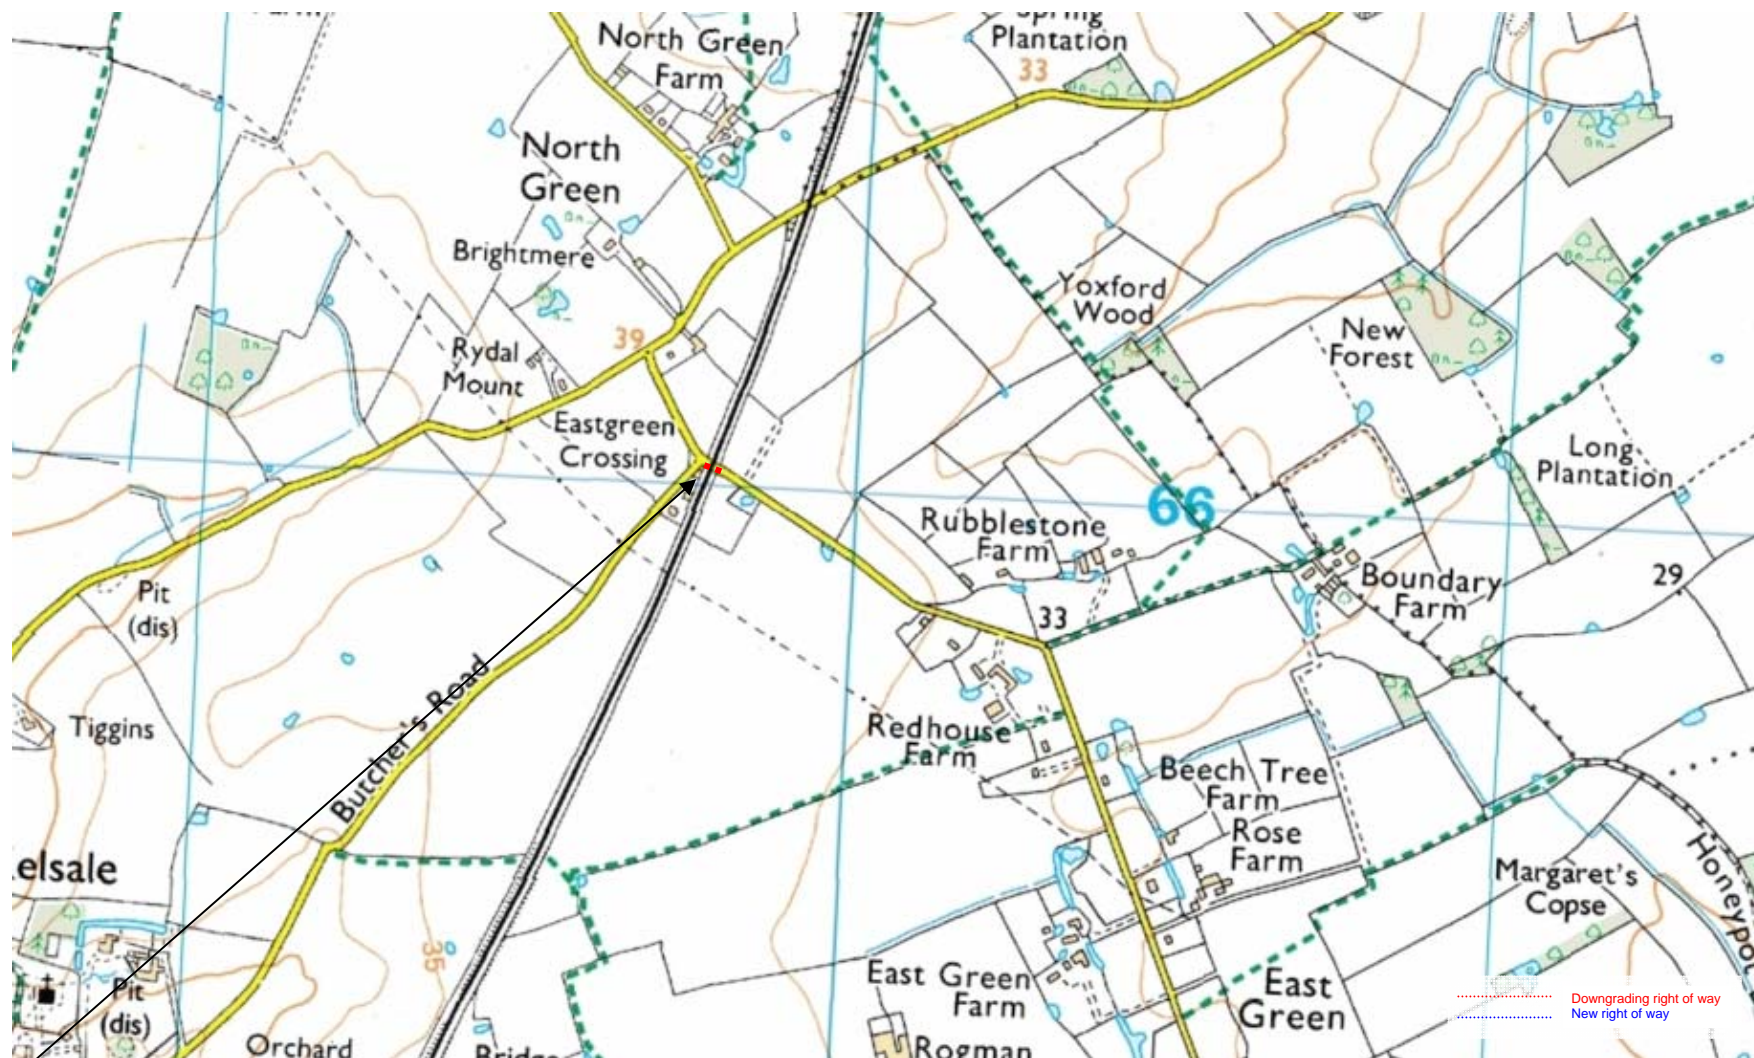 North Green
Farm
Spring
Plantation
33
North
Green
Brightmere
Yoxford
Wood
New
Forest
39
Rydal
Mount
Eastgreen
Crossing
Long
Plantation
66
Rubblestone
Farm
Boundary
Farm
29
Pit
(dis)
33
Butcher's Road
Tiggins
Redhouse
Farm
Beech Tree
Farm
Rose
Farm
elsale
Margaret's
Copse
Honeypo
35
East Green
Farm
East
Green
Pit
(dis)
Orchard
Bridge
Rogman
Downgrading right of way
New right of way